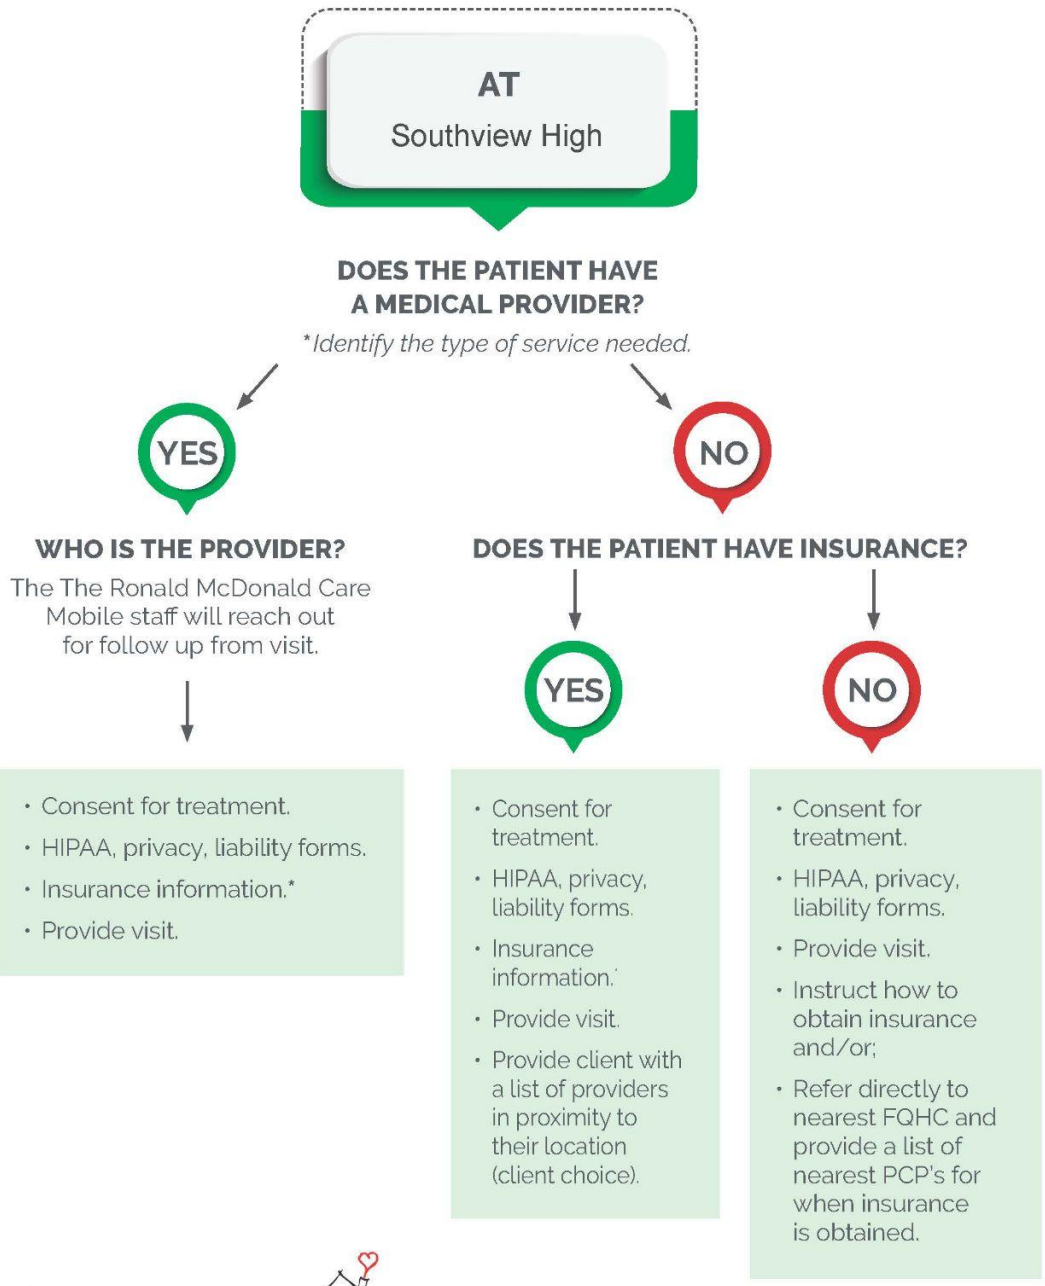 AT
Southview High
DOES THE PATIENT HAVE
A MEDICAL PROVIDER?
*Identify the type of service needed.
YES
NO
WHO IS THE PROVIDER?
The The Ronald McDonald Care
Mobile staff will reach out
for follow up from visit.
DOES THE PATIENT HAVE INSURANCE?
YES
NO
• Consent for treatment.
• HIPAA, privacy, liability forms.
• Insurance information.*
• Provide visit.
• Consent for
treatment.
• HIPAA, privacy,
liability forms.
• Insurance
information.*
• Provide visit.
• Provide client with
a list of providers
in proximity to
their location
(client choice).
• Consent for
treatment.
• HIPAA, privacy,
liability forms.
• Provide visit.
• Instruct how to
obtain insurance
and/or;
• Refer directly to
nearest FQHC and
provide a list of
nearest PCP's for
when insurance
is obtained.